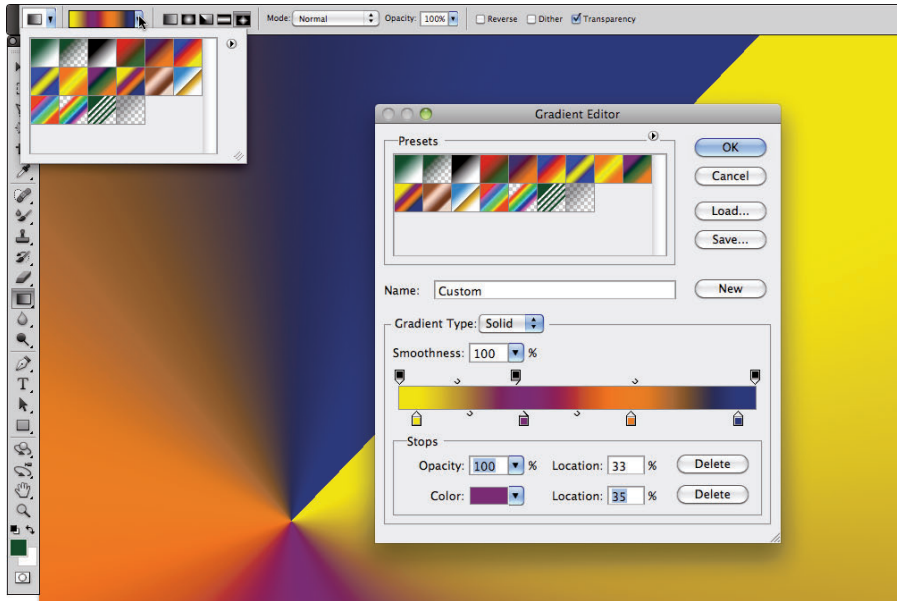 Mode: Normal Opacity: 100% Reverse Dither Transparency
Gradient Editor
Presets
OK
Cancel
Load...
Save...
Name: Custom New
Gradient Type: Solid
Smoothness: 100 %
Stops
Opacity: 100 % Location: 33 % Delete
Color: Location: 35 % Delete
T